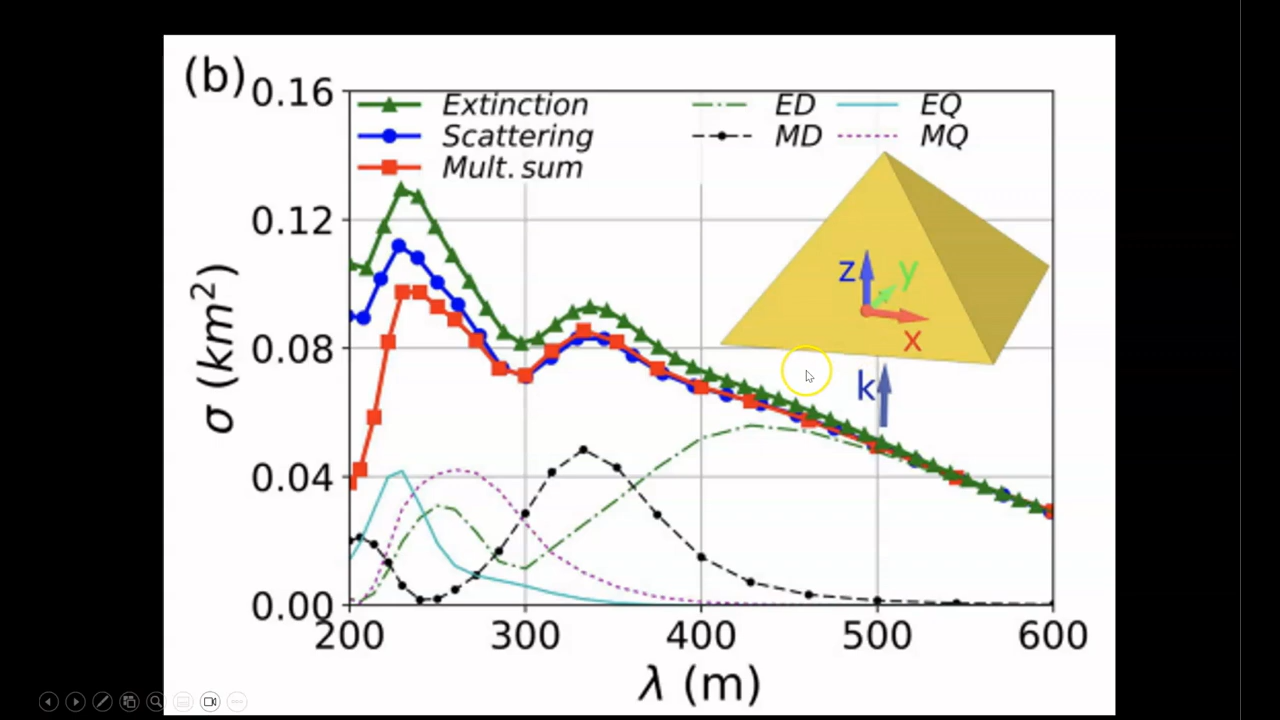 (b)
0.16
0.12
0.08
0.04
0.00
σ (km²)
Extinction
Scattering
Mult. sum
ED
MD
EQ
MQ
z
y
x
k
200 300 400 500 600
λ (m)